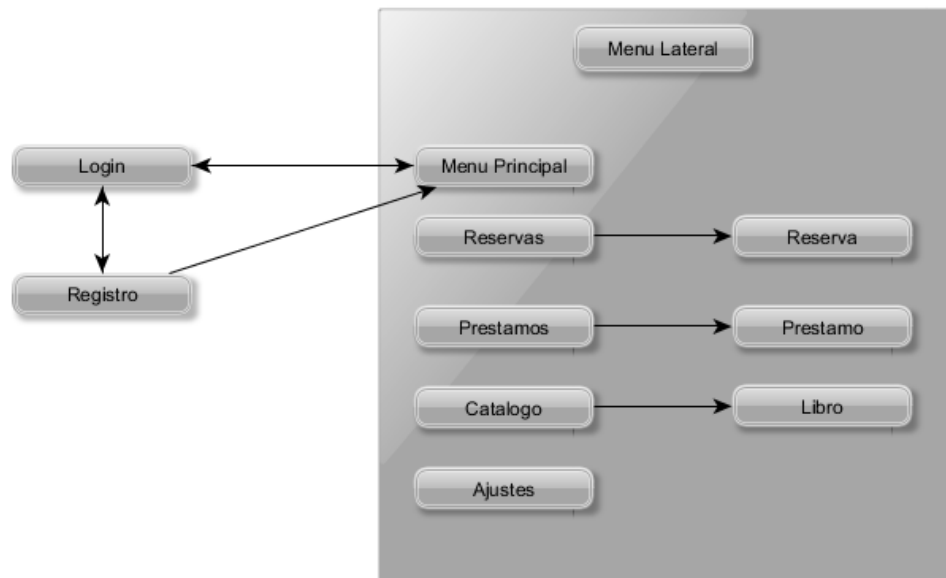 Menu Lateral
Login
Menu Principal
Reservas
Reserva
Registro
Prestamos
Prestamo
Catalogo
Libro
Ajustes